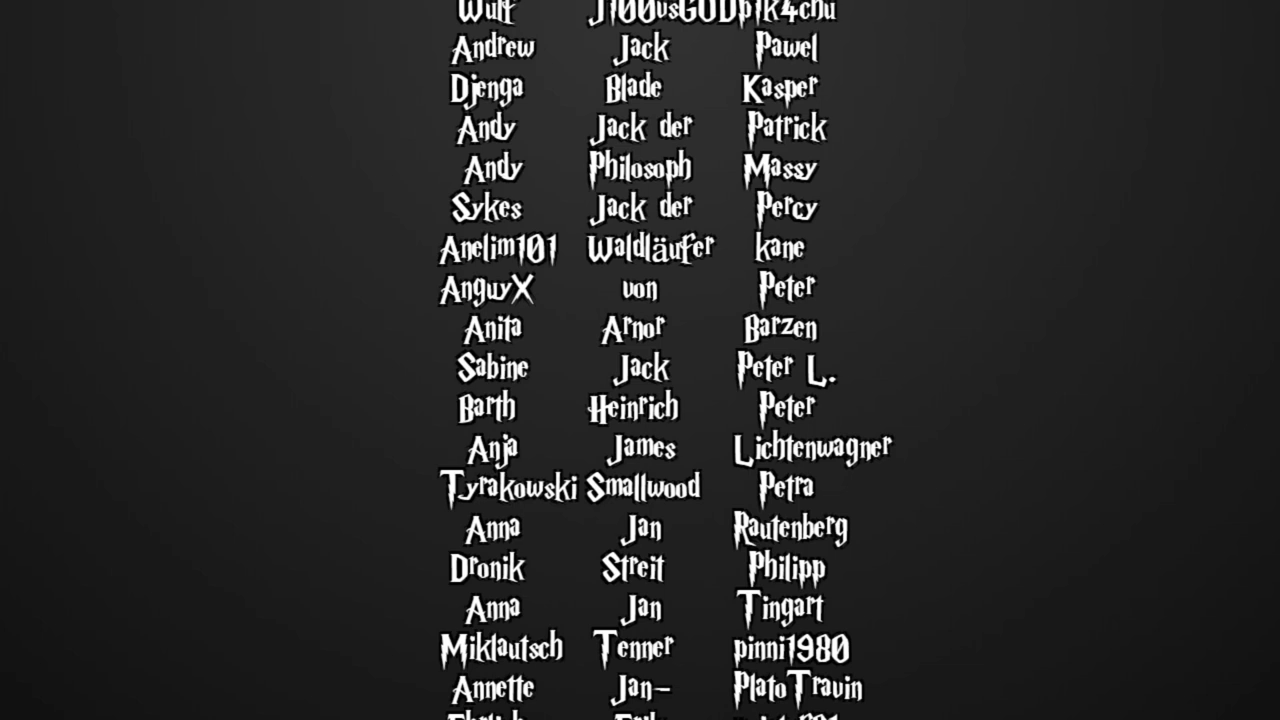 Wulf J100vsGODp1k4chu
Andrew Jack Pawel
Djenga Blade Kasper
Andy Jack der Patrick
Andy Philosoph Massy
Sykes Jack der Percy
Anelim101 Waldläufer kane
AnguyX von Peter
Anita Arnor Barzen
Sabine Jack Peter L.
Barth Heinrich Peter
Anja James Lichtenwagner
Tyrakowski Smallwood Petra
Anna Jan Rautenberg
Dronik Streit Philipp
Anna Jan Tingart
Miklautsch Tenner pinni1980
Annette Jan- PlatoTravin